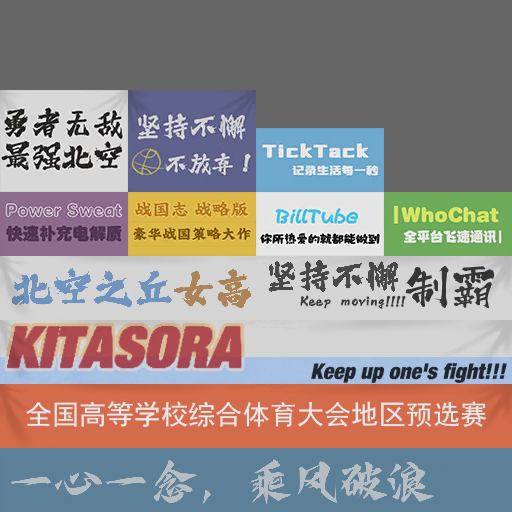 勇者无敌
最强北空
坚持不懈
不放弃！
TickTack
记录生活每一秒
Power Sweat
快速补充电解质
战国志 战略版
豪华战国策略大作
BillTube
你所热爱的就都能做到
|WhoChat
全平台飞速通讯|
北空之丘女高
坚持不懈
Keep moving!!!!
制霸
KITASORA
Keep up one's fight!!!
全国高等学校综合体育大会地区预选赛
一心一念，乘风破浪